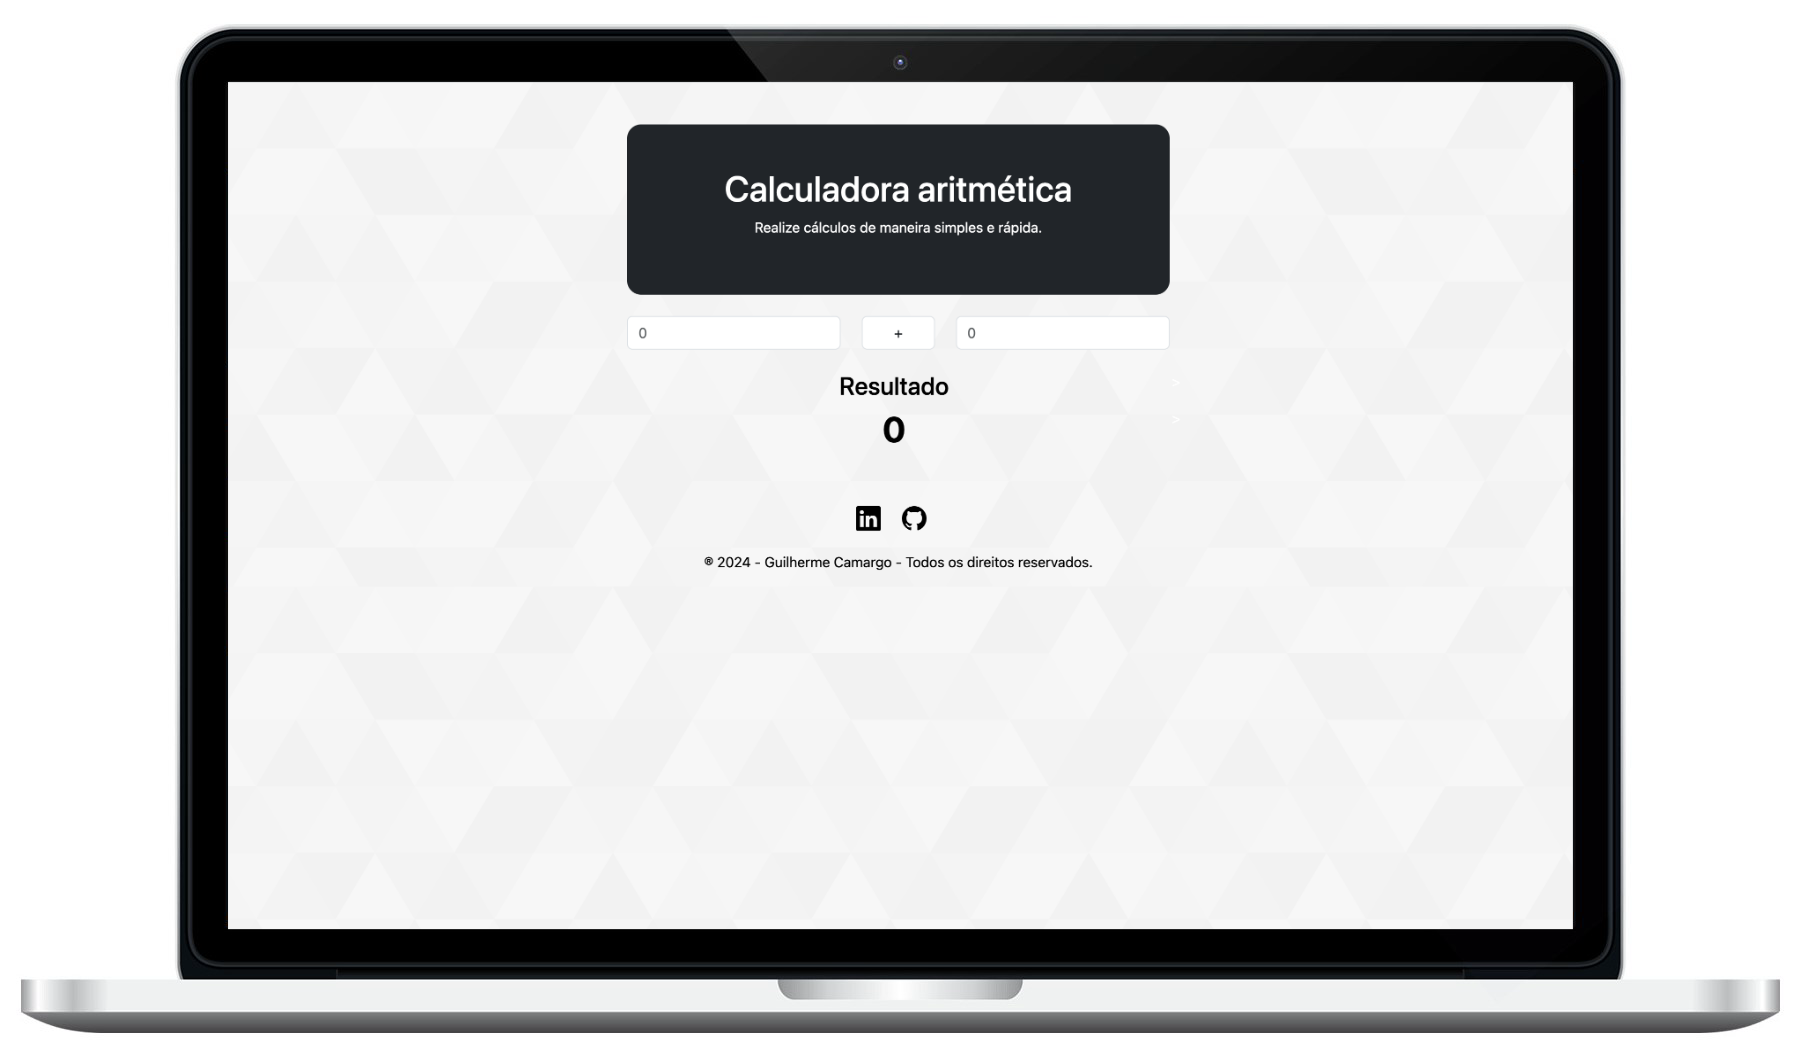 Calculadora aritmética
Realize cálculos de maneira simples e rápida.
0 + 0
Resultado >
0 >
in
® 2024 - Guilherme Camargo - Todos os direitos reservados.